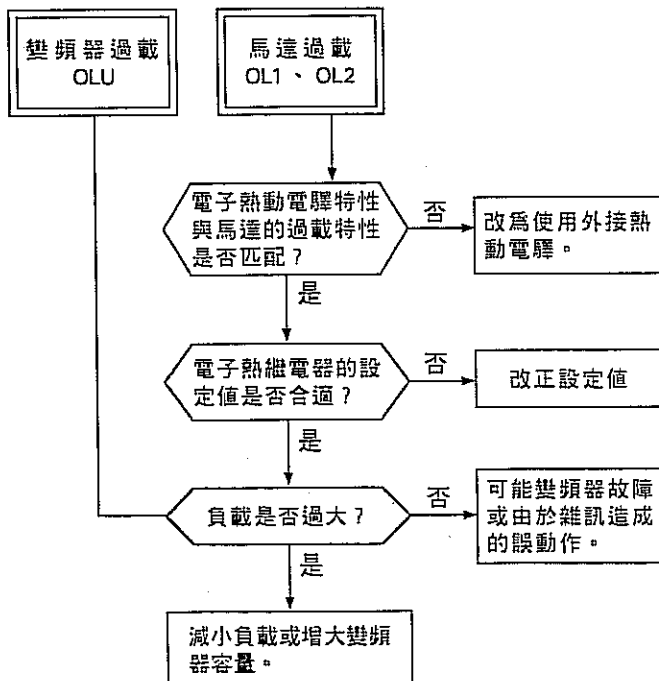 變頻器過載
OLU
馬達過載
OL1、OL2
電子熱動電驛特性
與馬達的過載特性
是否匹配？
否
改爲使用外接熱
動電驛。
是
電子熱繼電器的設
定值是否合適？
否
改正設定值
是
負載是否過大？
否
可能變頻器故障
或由於雜訊造成
的誤動作。
是
減小負載或增大變頻
器容量。